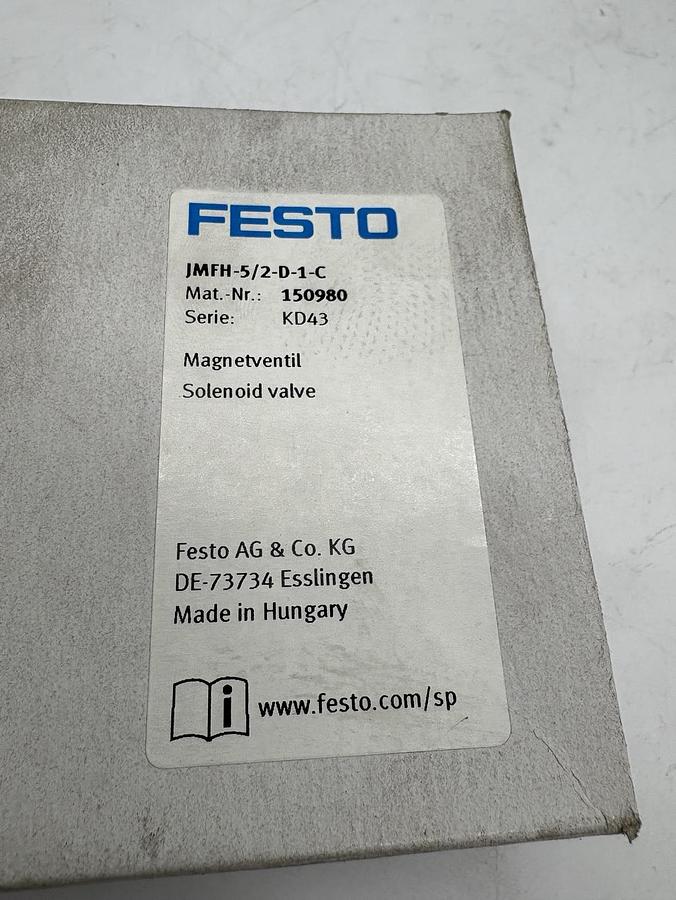 FESTO
JMFH-5/2-D-1-C
Mat.-Nr.: 150980
Serie: KD43
Magnetventil
Solenoid valve
Festo AG & Co. KG
DE-73734 Esslingen
Made in Hungary
i www.festo.com/sp